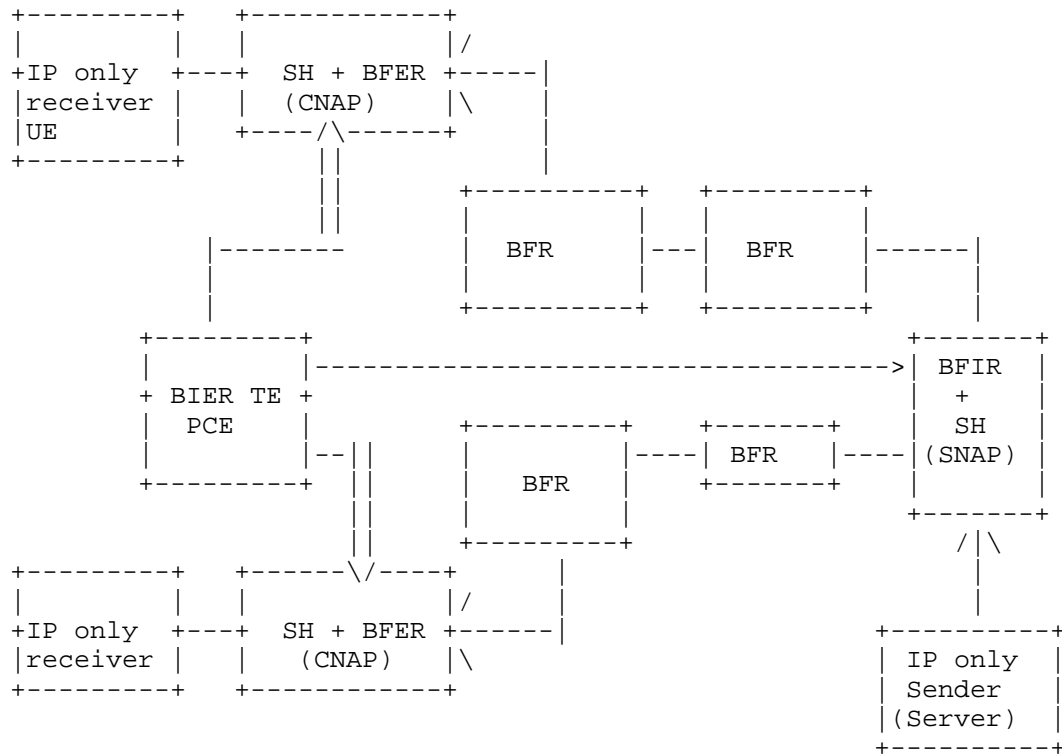 IP only
receiver
UE
SH + BFER
(CNAP)
BFR
BFR
BIER TE
PCE
BFIR
+
SH
(SNAP)
BFR
BFR
IP only
receiver
SH + BFER
(CNAP)
IP only
Sender
(Server)